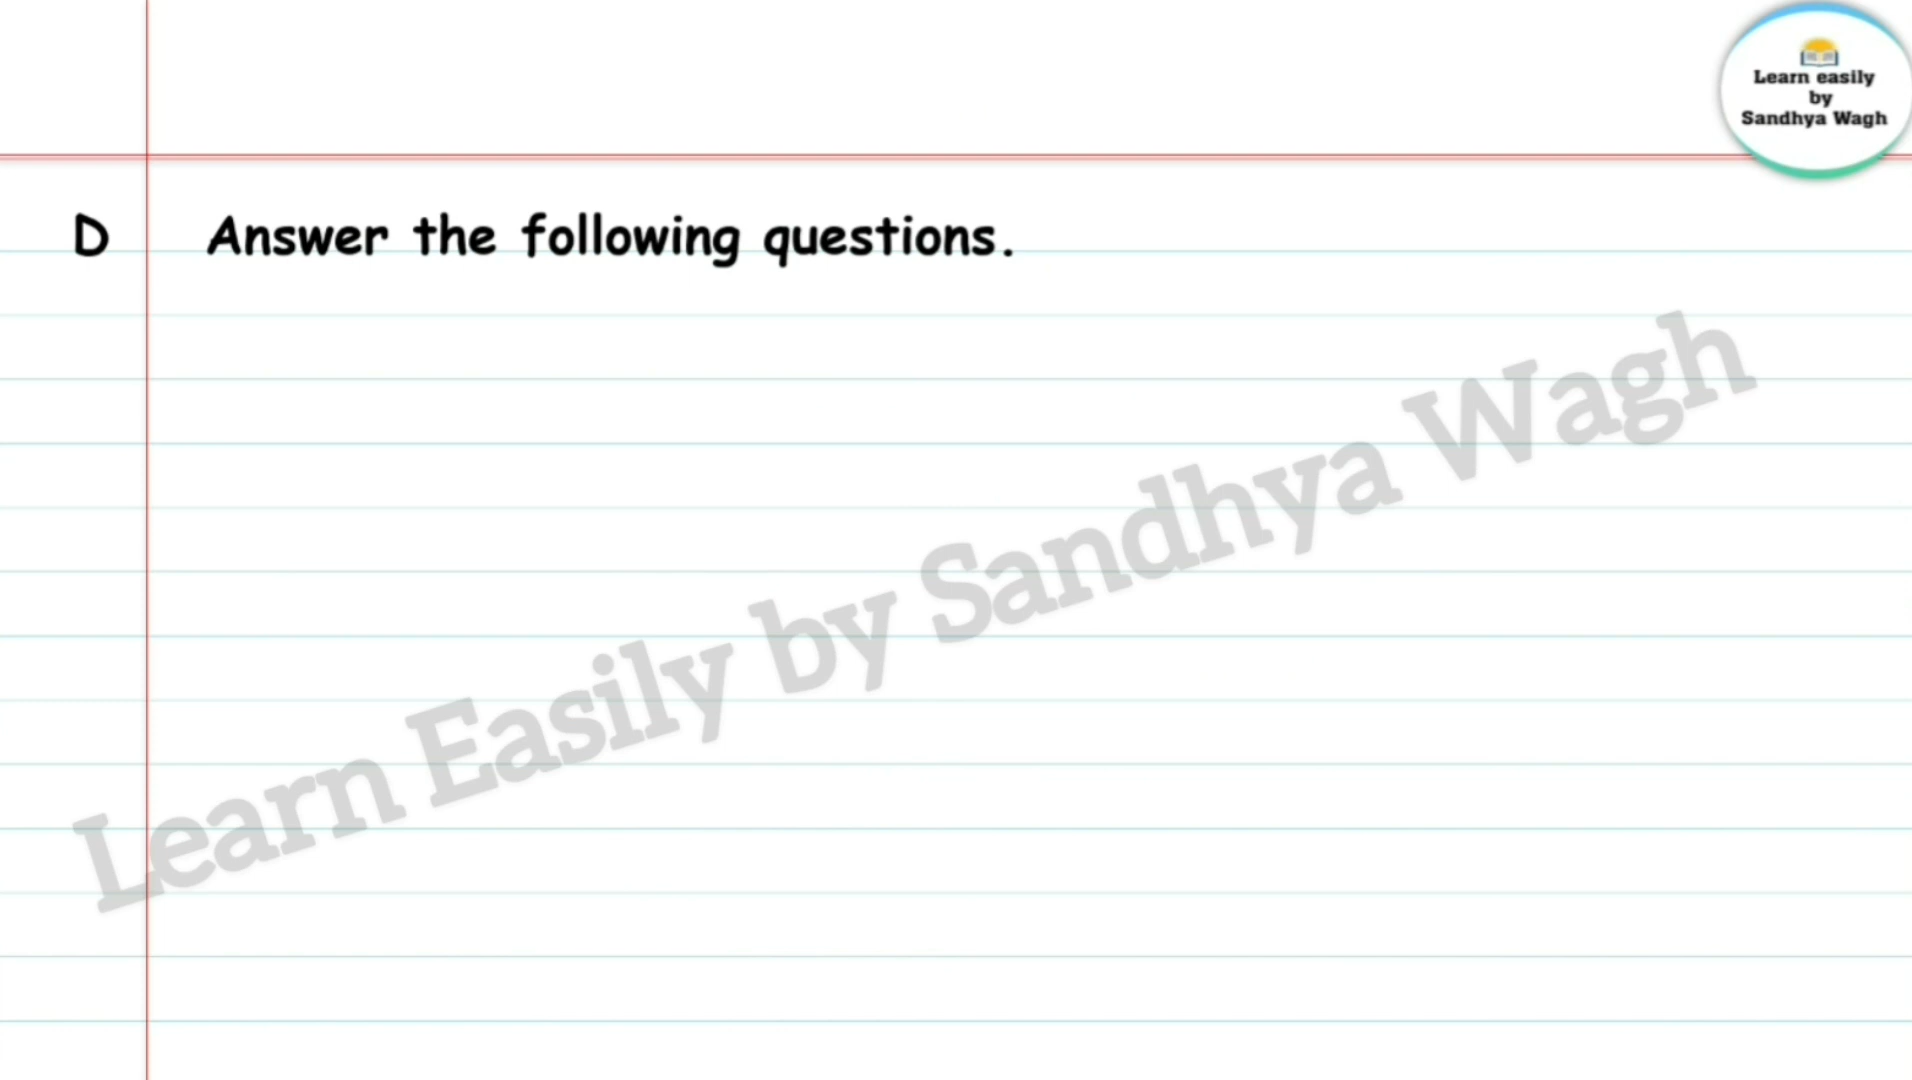 Learn easily
by
Sandhya Wagh
D Answer the following questions.
Learn Easily by Sandhya Wagh